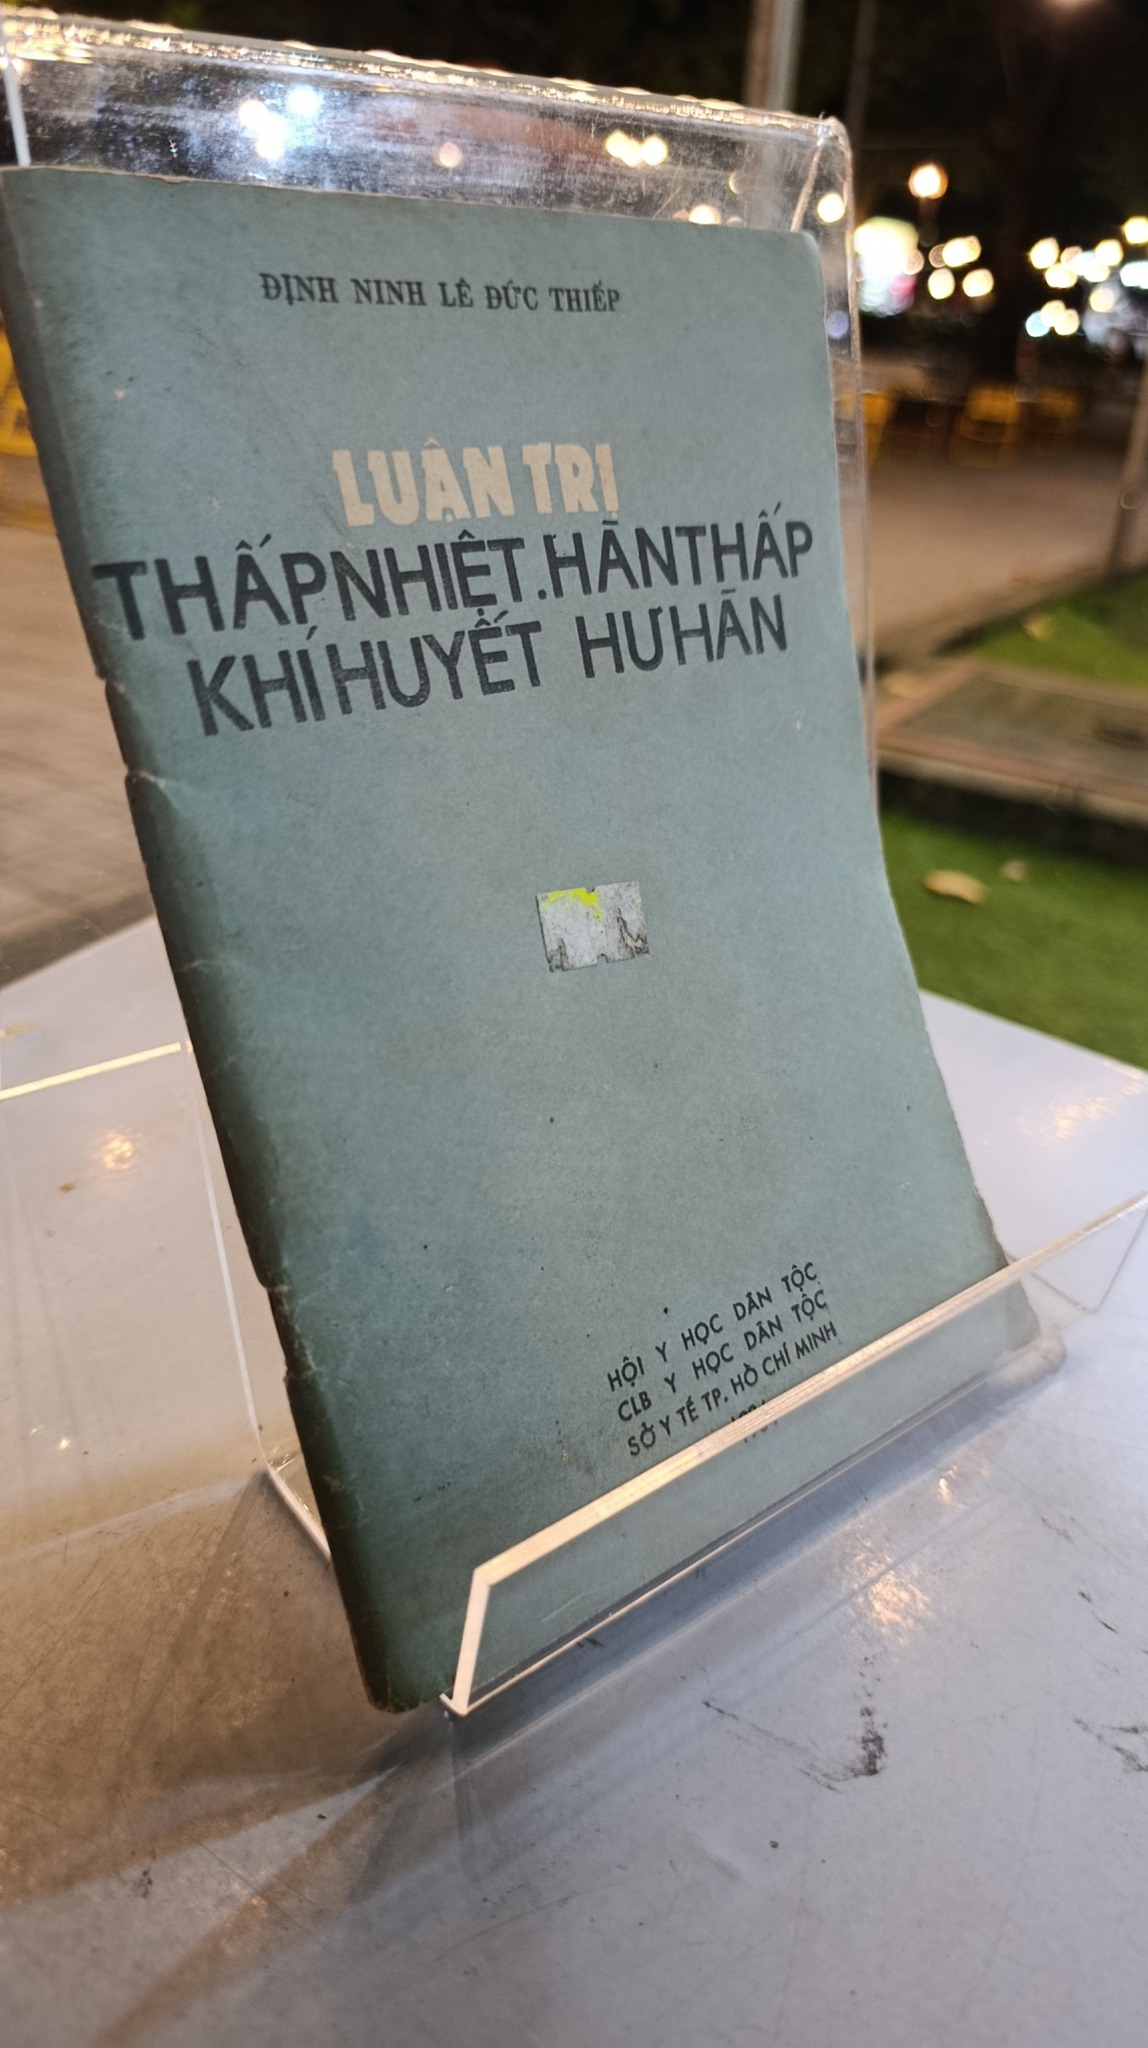 ĐỊNH NINH LÊ ĐỨC THIẾP
LUẬN TRỊ
THẤP NHIỆT. HÀN THẤP
KHÍ HUYẾT HƯ HÀN
HỘI Y HỌC DÂN TỘC
CLB Y HỌC DÂN TỘC
SỞ Y TẾ TP. HỒ CHÍ MINH